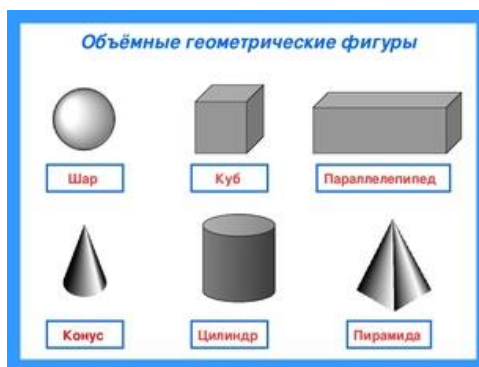 Объёмные геометрические фигуры
Шар
Куб
Параллелепипед
Конус
Цилиндр
Пирамида